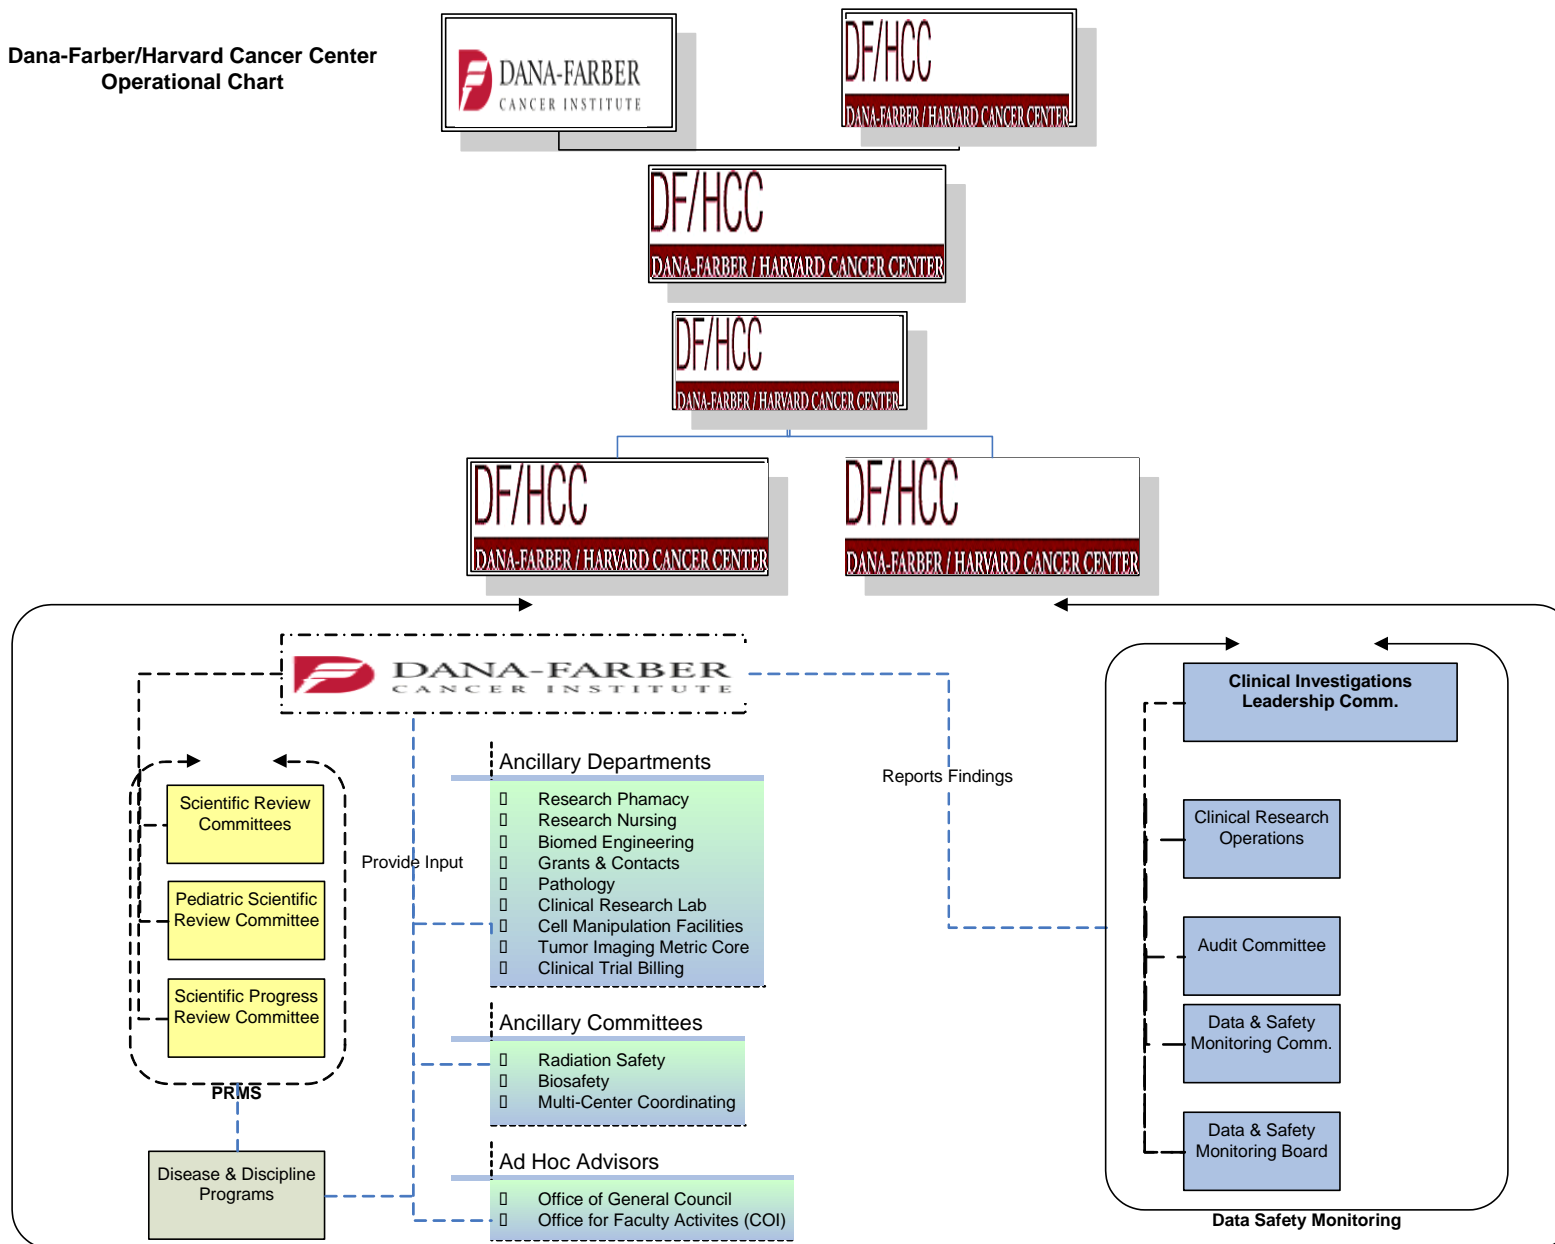 Dana-Farber/Harvard Cancer Center
Operational Chart
DANA-FARBER
CANCER INSTITUTE
DF/HCC
DANA-FARBER / HARVARD CANCER CENTER
DF/HCC
DANA-FARBER / HARVARD CANCER CENTER
DF/HCC
DANA-FARBER / HARVARD CANCER CENTER
DF/HCC
DANA-FARBER / HARVARD CANCER CENTER
DF/HCC
DANA-FARBER / HARVARD CANCER CENTER
DANA-FARBER
CANCER INSTITUTE
Scientific Review
Committees
Pediatric Scientific
Review Committee
Scientific Progress
Review Committee
PRMS
Disease & Discipline
Programs
Provide Input
Ancillary Departments
Research Phamacy
Research Nursing
Biomed Engineering
Grants & Contacts
Pathology
Clinical Research Lab
Cell Manipulation Facilities
Tumor Imaging Metric Core
Clinical Trial Billing
Ancillary Committees
Radiation Safety
Biosafety
Multi-Center Coordinating
Ad Hoc Advisors
Office of General Council
Office for Faculty Activites (COI)
Reports Findings
Clinical Investigations
Leadership Comm.
Clinical Research
Operations
Audit Committee
Data & Safety
Monitoring Comm.
Data & Safety
Monitoring Board
Data Safety Monitoring